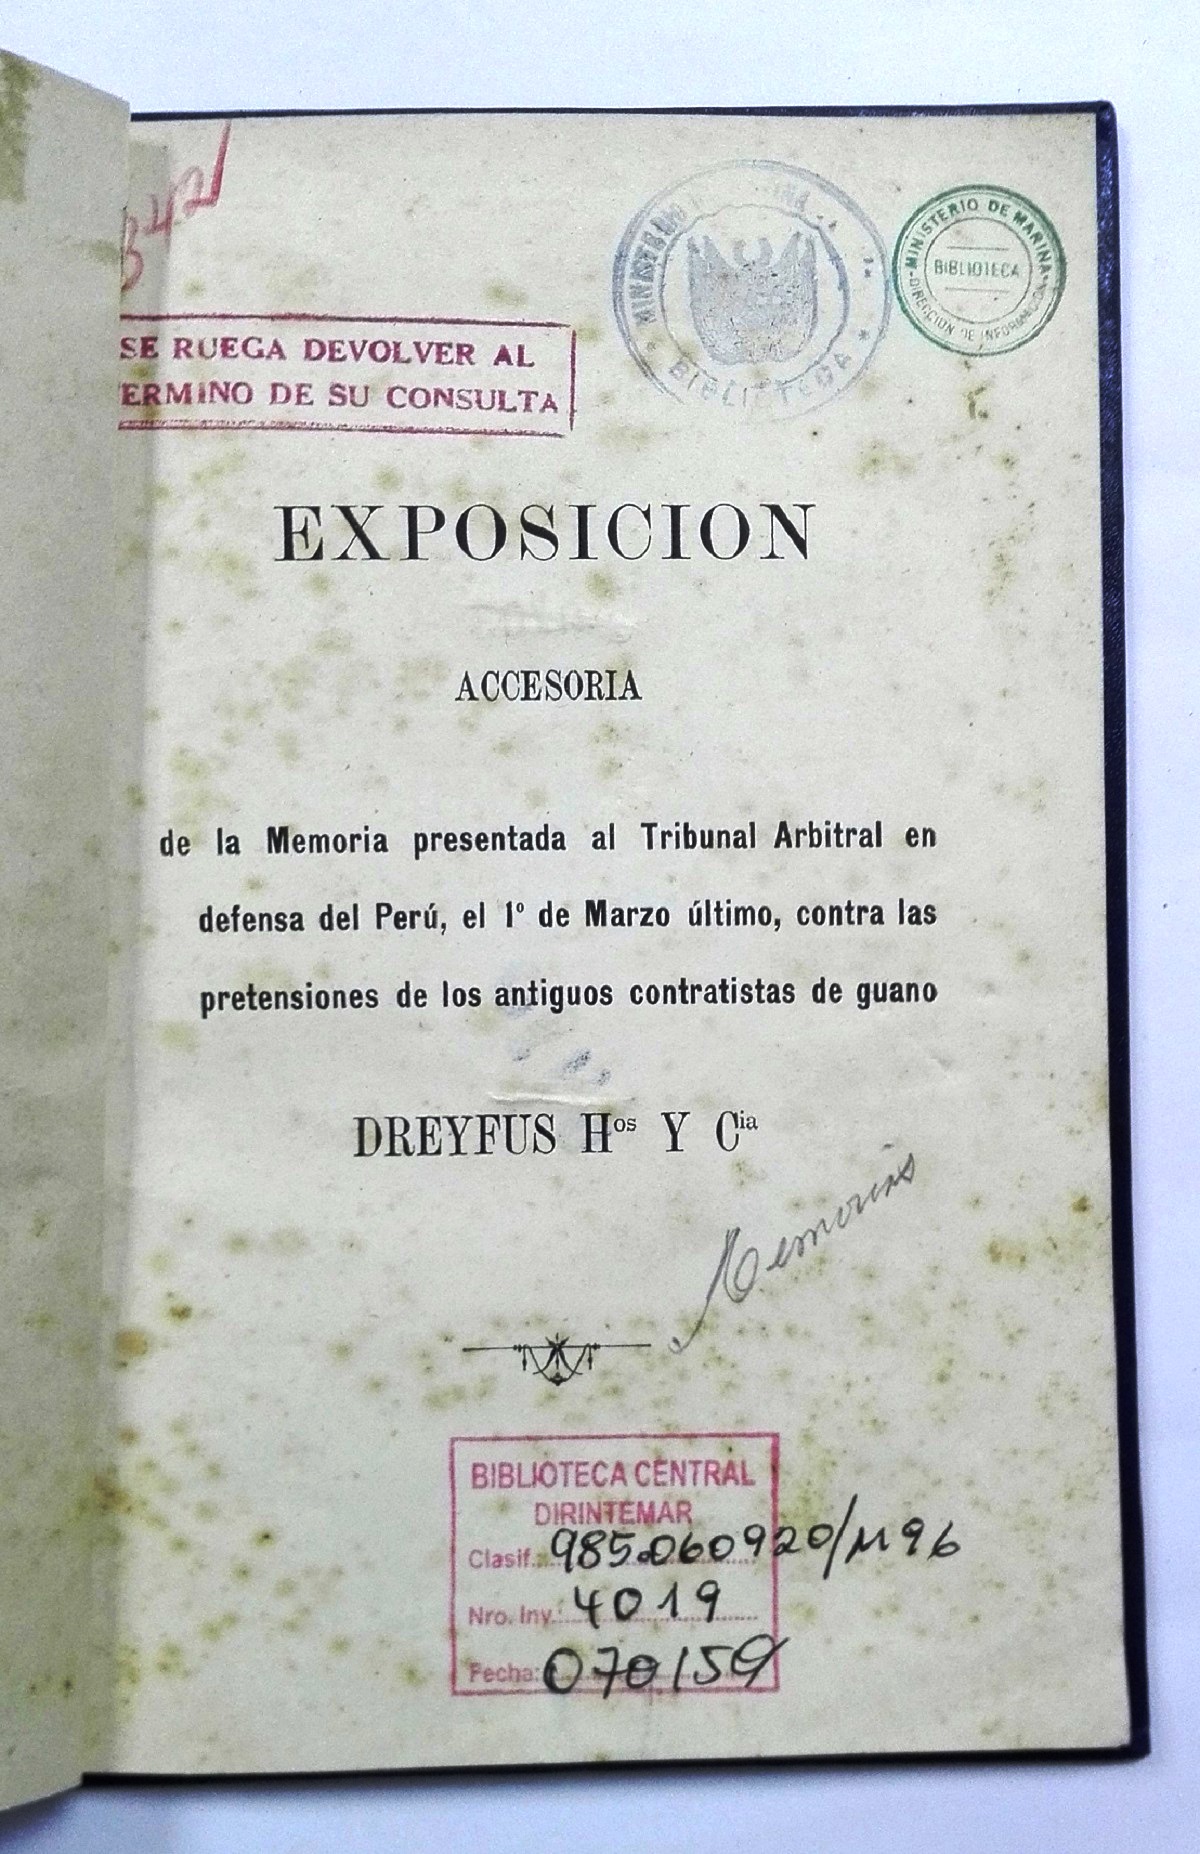 3421
SE RUEGA DEVOLVER AL
ERMINO DE SU CONSULTA
BIBLIOTECA
MINISTERIO DE MARINA
BIBLIOTECA
DIRECCION DE INFORMACION
EXPOSICION
ACCESORIA
de la Memoria presentada al Tribunal Arbitral en
defensa del Perú, el 1º de Marzo último, contra las
pretensiones de los antiguos contratistas de guano
DREYFUS Hos Y Cia
Memorias
BIBLIOTECA CENTRAL
DIRINTEMAR
Clasif.: 985.060920/M96
Nro. Inv.: 4019
Fecha: 070159